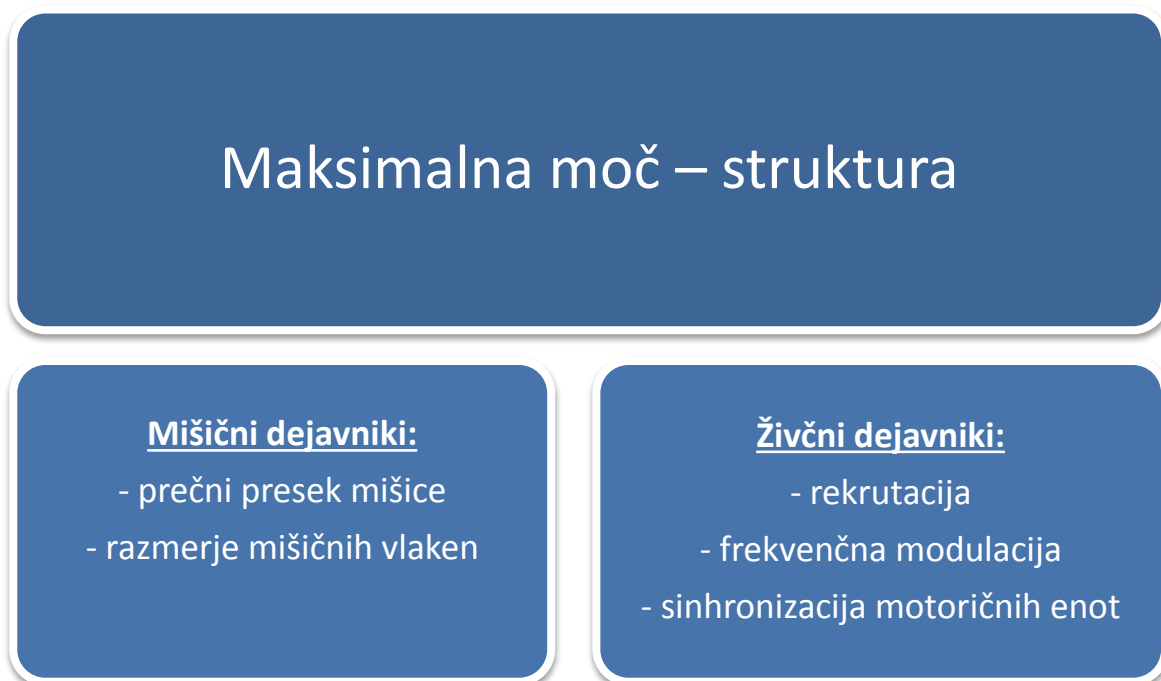 Maksimalna moč – struktura
Mišični dejavniki:
- prečni presek mišice
- razmerje mišičnih vlaken
Živčni dejavniki:
- rekrutacija
- frekvenčna modulacija
- sinhronizacija motoričnih enot